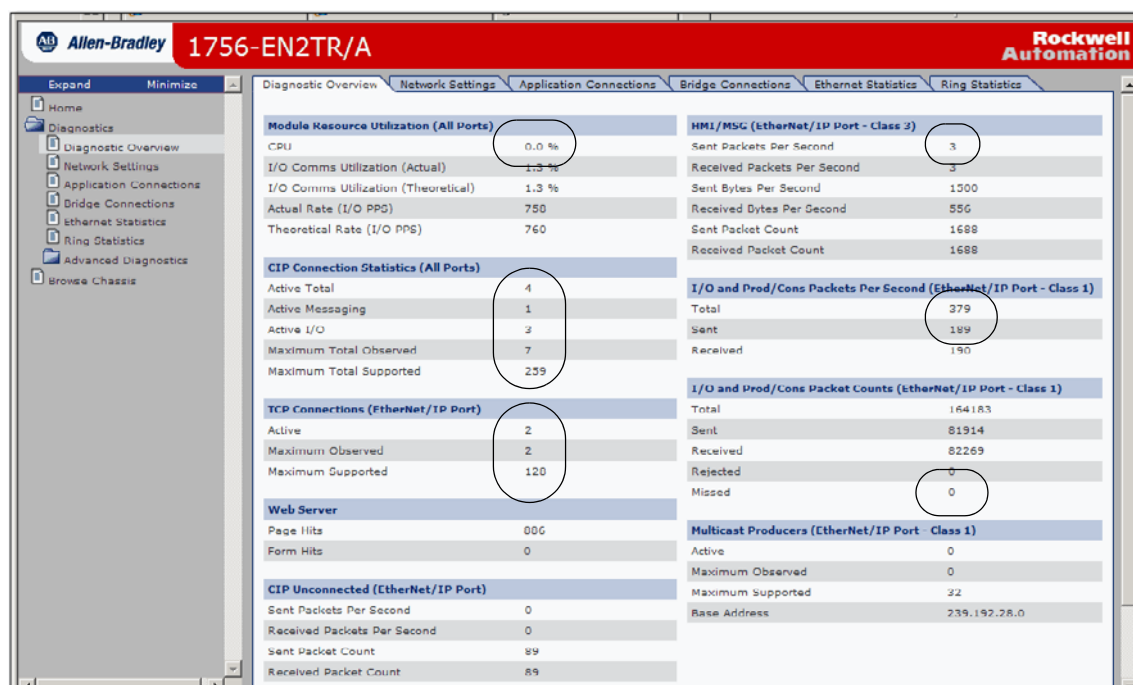 Allen-Bradley
1756-EN2TR/A
Rockwell
Automation
Expand Minimize
Home
Diagnostics
Diagnostic Overview
Network Settings
Application Connections
Bridge Connections
Ethernet Statistics
Ring Statistics
Advanced Diagnostics
Browse Chassis
Diagnostic Overview Network Settings Application Connections Bridge Connections Ethernet Statistics Ring Statistics
Module Resource Utilization (All Ports)
CPU 0.0 %
I/O Comms Utilization (Actual) 1.3 %
I/O Comms Utilization (Theoretical) 1.3 %
Actual Rate (I/O PPS) 758
Theoretical Rate (I/O PPS) 760
CIP Connection Statistics (All Ports)
Active Total 4
Active Messaging 1
Active I/O 3
Maximum Total Observed 7
Maximum Total Supported 259
TCP Connections (EtherNet/IP Port)
Active 2
Maximum Observed 2
Maximum Supported 128
Web Server
Page Hits 886
Form Hits 0
CIP Unconnected (EtherNet/IP Port)
Sent Packets Per Second 0
Received Packets Per Second 0
Sent Packet Count 89
Received Packet Count 89
HMI/MSG (EtherNet/IP Port - Class 3)
Sent Packets Per Second 3
Received Packets Per Second 3
Sent Bytes Per Second 1500
Received Bytes Per Second 556
Sent Packet Count 1688
Received Packet Count 1688
I/O and Prod/Cons Packets Per Second (EtherNet/IP Port - Class 1)
Total 379
Sent 189
Received 190
I/O and Prod/Cons Packet Counts (EtherNet/IP Port - Class 1)
Total 164183
Sent 81914
Received 82269
Rejected 0
Missed 0
Multicast Producers (EtherNet/IP Port - Class 1)
Active 0
Maximum Observed 0
Maximum Supported 32
Base Address 239.192.28.0